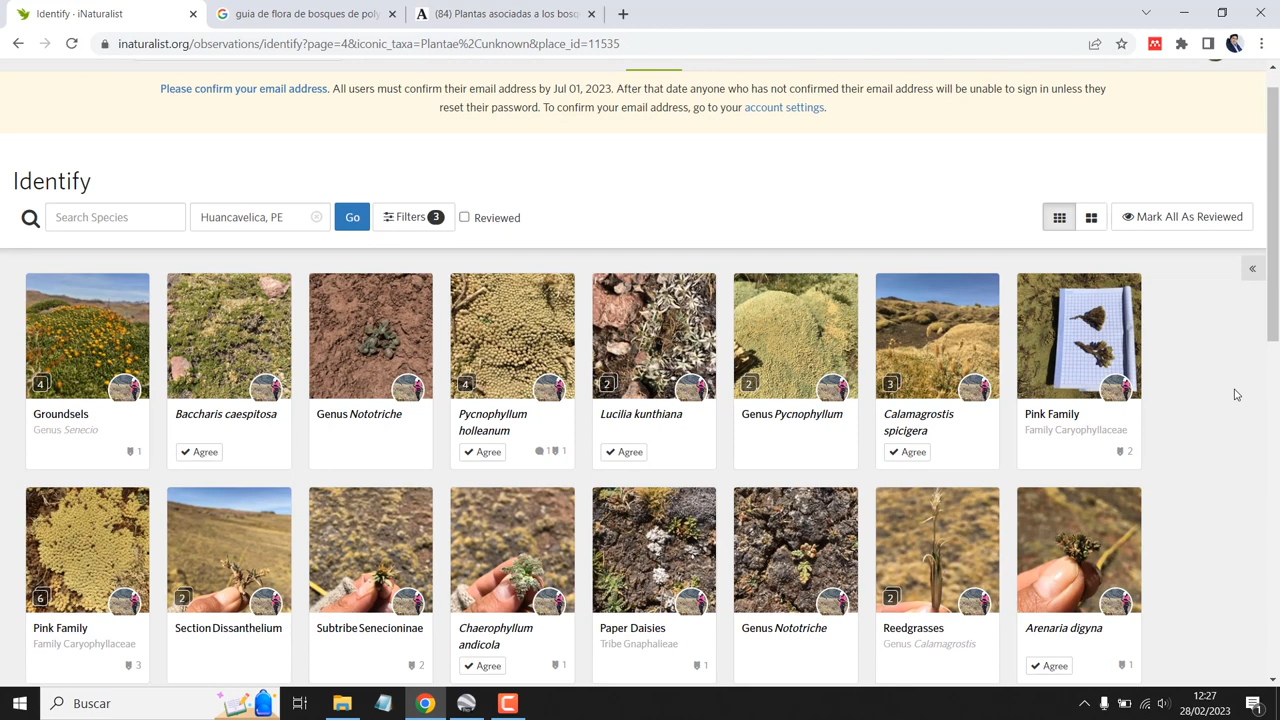 Identify · iNaturalist
guia de flora de bosques de pol
(84) Plantas asociadas a los bosq
inaturalist.org/observations/identify?page=4&iconic_taxa=Plantas%2Cunknown&place_id=11535
Please confirm your email address. All users must confirm their email address by Jul 01, 2023. After that date anyone who has not confirmed their email address will be unable to sign in unless they
reset their password. To confirm your email address, go to your account settings.
Identify
Search Species Huancavelica, PE Go Filters 3 Reviewed Mark All As Reviewed
4 4 2 2 3
Groundsels Baccharis caespitosa Genus Nototriche Pycnophyllum Lucilia kunthiana Genus Pycnophyllum Calamagrostis Pink Family
Genus Senecio holleanum spicigera Family Caryophyllaceae
1 Agree Agree 1 1 Agree Agree 2
6 2 2
Pink Family Section Dissanthelium Subtribe Senecioninae Chaerophyllum Paper Daisies Genus Nototriche Reedgrasses Arenaria digyna
Family Caryophyllaceae andicola Tribe Gnaphalieae Genus Calamagrostis
3 2 Agree 1 1 Agree 1
Buscar
12:27
28/02/2023
1